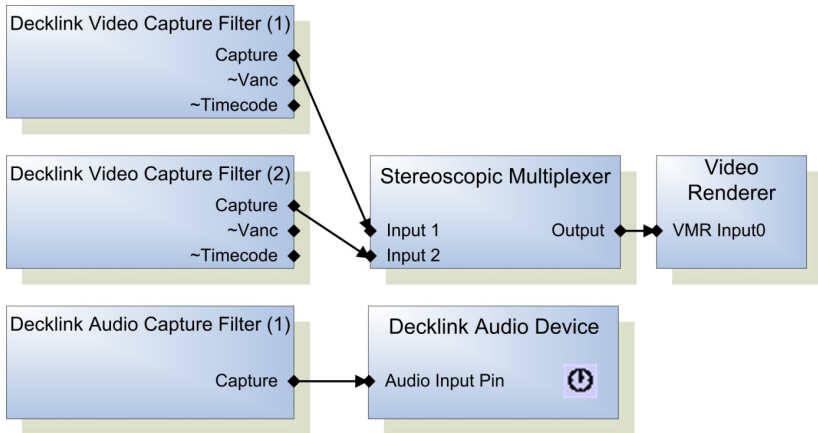 Decklink Video Capture Filter (1)
Capture
~Vanc
~Timecode
Decklink Video Capture Filter (2)
Capture
~Vanc
~Timecode
Stereoscopic Multiplexer
Input 1
Output
Input 2
Video
Renderer
VMR Input0
Decklink Audio Capture Filter (1)
Capture
Decklink Audio Device
Audio Input Pin